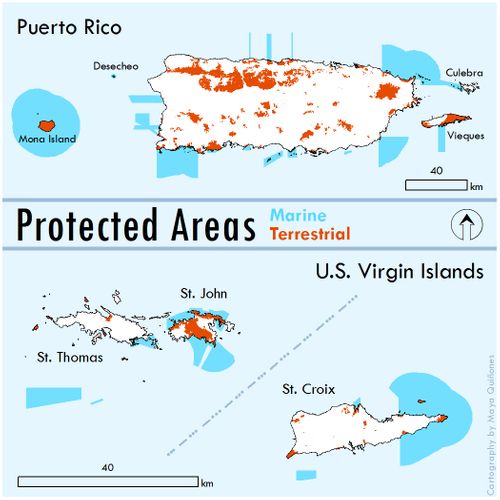 Puerto Rico
Desecheo
Culebra
Mona Island
Vieques
40
km
Protected Areas
Marine
Terrestrial
U.S. Virgin Islands
St. John
St. Thomas
St. Croix
40
km
Cartography by Maya Quiñones